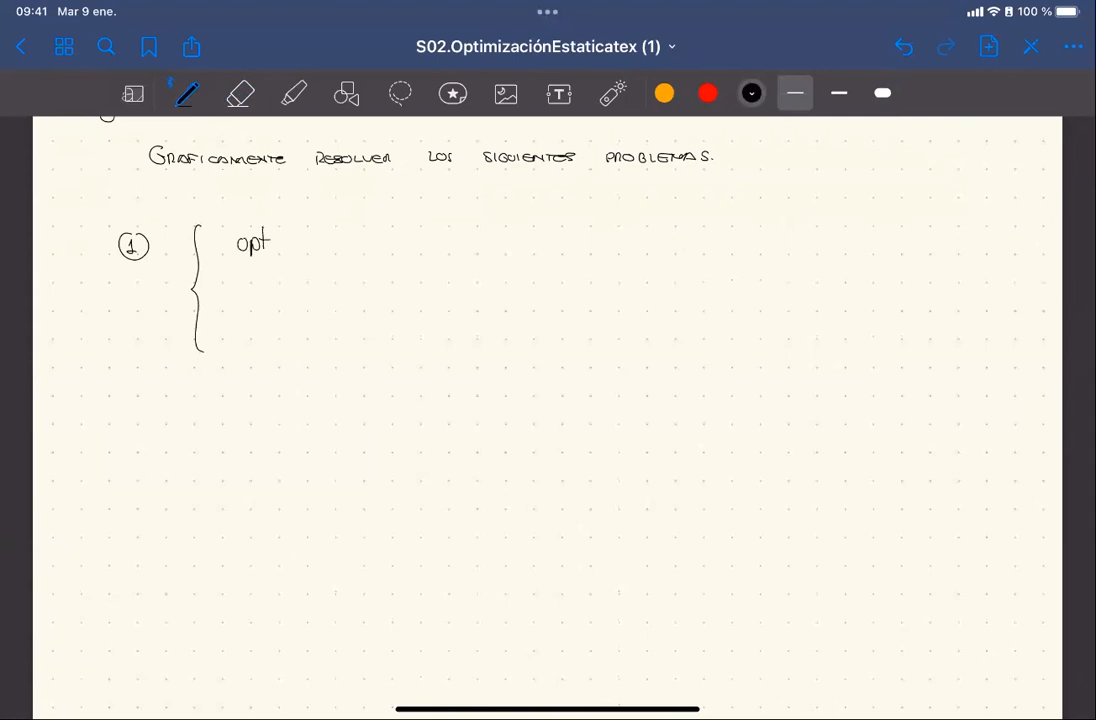 09:41 Mar 9 ene. 100 %
S02.OptimizaciónEstaticatex (1)
T
GRAFICAMENTE RESOLVER LOS SIGUIENTES PROBLEMAS.
1 { opt